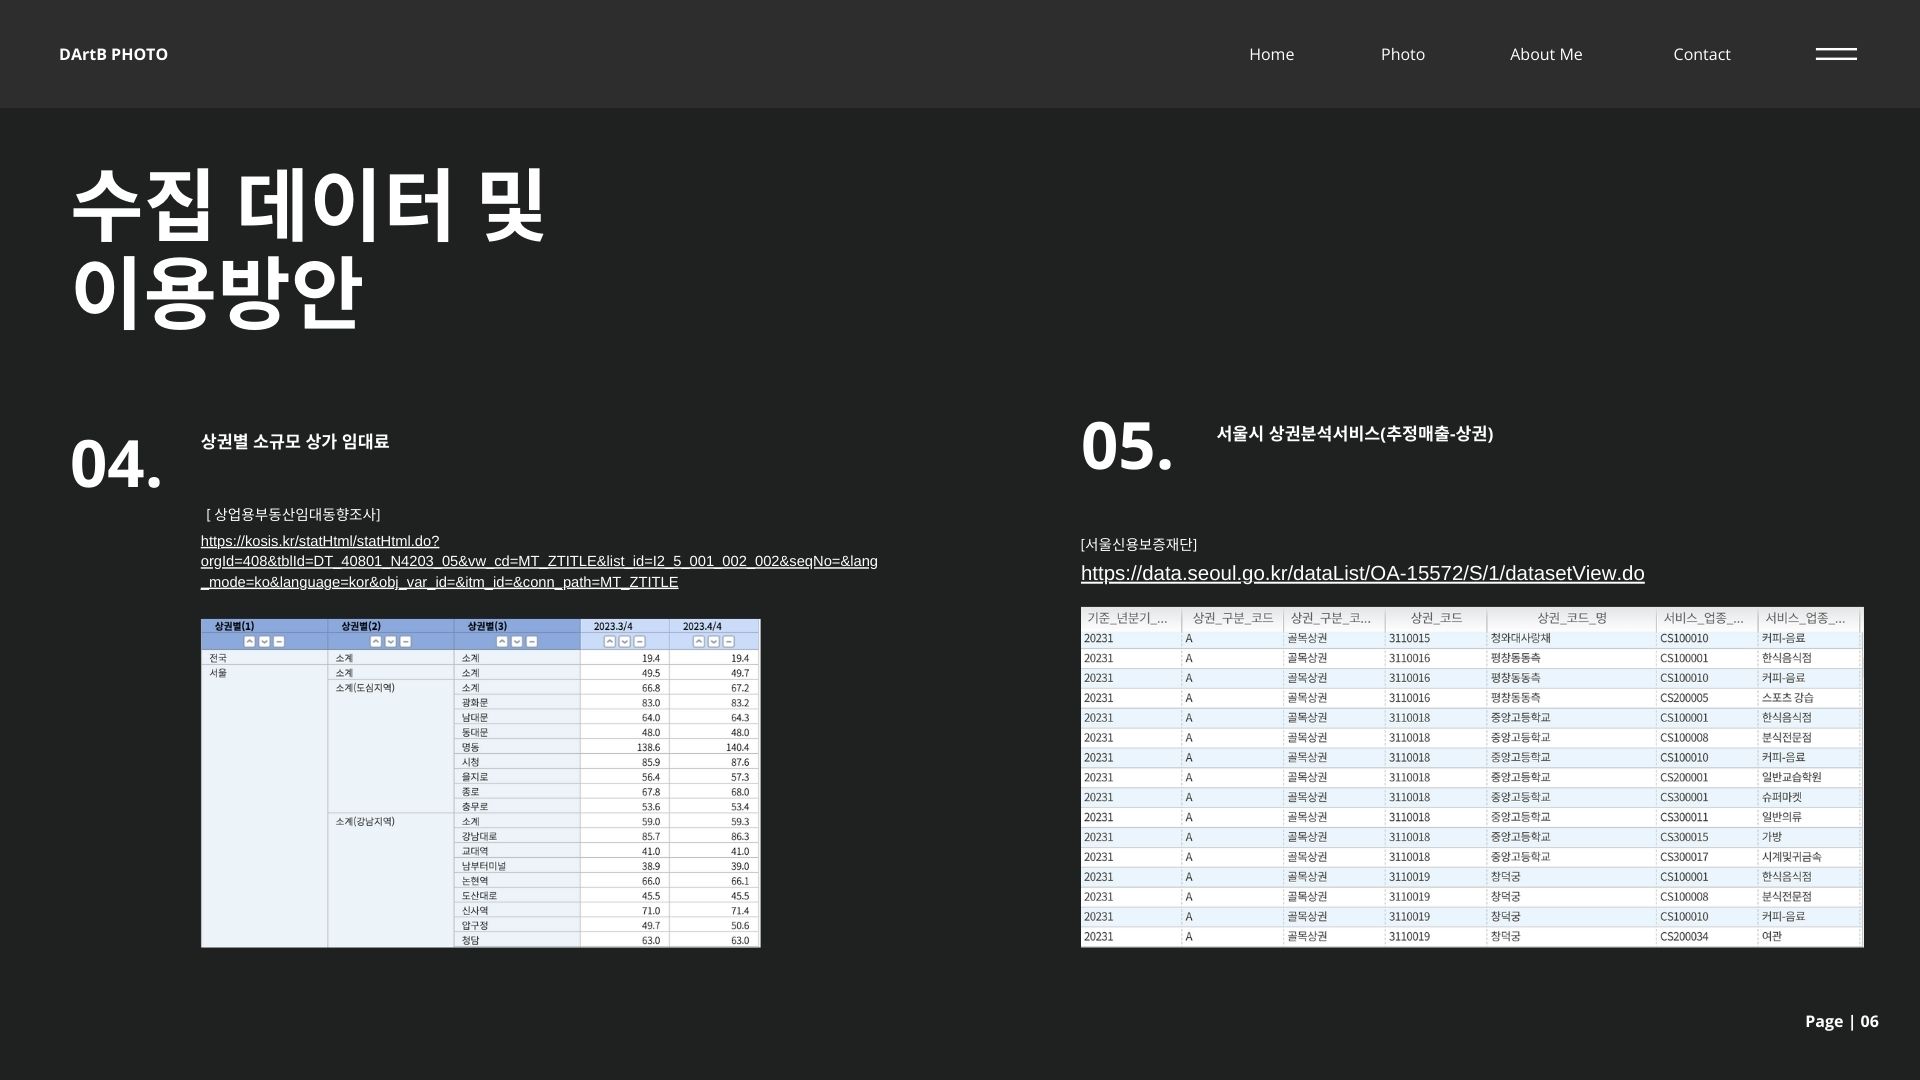 DArtB PHOTO
Home Photo About Me Contact
수집 데이터 및
이용방안
04.
상권별 소규모 상가 임대료
[ 상업용부동산임대동향조사]
https://kosis.kr/statHtml/statHtml.do?
orgId=408&tblId=DT_40801_N4203_05&vw_cd=MT_ZTITLE&list_id=I2_5_001_002_002&seqNo=&lang
_mode=ko&language=kor&obj_var_id=&itm_id=&conn_path=MT_ZTITLE
상권별(1) 상권별(2) 상권별(3) 2023.3/4 2023.4/4
전국 소계 소계 19.4 19.4
서울 소계 소계 49.5 49.7
소계(도심지역) 소계 66.8 67.2
광화문 83.0 83.2
남대문 64.0 64.3
동대문 48.0 48.0
명동 138.6 140.4
시청 85.9 87.6
을지로 56.4 57.3
종로 67.8 68.0
충무로 53.6 53.4
소계(강남지역) 소계 59.0 59.3
강남대로 85.7 86.3
교대역 41.0 41.0
남부터미널 38.9 39.0
논현역 66.0 66.1
도산대로 45.5 45.5
신사역 71.0 71.4
압구정 49.7 50.6
청담 63.0 63.0
05.
서울시 상권분석서비스(추정매출-상권)
[서울신용보증재단]
https://data.seoul.go.kr/dataList/OA-15572/S/1/datasetView.do
기준_년분기_... 상권_구분_코드 상권_구분_코... 상권_코드 상권_코드_명 서비스_업종_... 서비스_업종_...
20231 A 골목상권 3110015 청와대사랑채 CS100010 커피-음료
20231 A 골목상권 3110016 평창동동측 CS100001 한식음식점
20231 A 골목상권 3110016 평창동동측 CS100010 커피-음료
20231 A 골목상권 3110016 평창동동측 CS200005 스포츠 강습
20231 A 골목상권 3110018 중앙고등학교 CS100001 한식음식점
20231 A 골목상권 3110018 중앙고등학교 CS100008 분식전문점
20231 A 골목상권 3110018 중앙고등학교 CS100010 커피-음료
20231 A 골목상권 3110018 중앙고등학교 CS200001 일반교습학원
20231 A 골목상권 3110018 중앙고등학교 CS300001 슈퍼마켓
20231 A 골목상권 3110018 중앙고등학교 CS300011 일반의류
20231 A 골목상권 3110018 중앙고등학교 CS300015 가방
20231 A 골목상권 3110018 중앙고등학교 CS300017 시계및귀금속
20231 A 골목상권 3110019 창덕궁 CS100001 한식음식점
20231 A 골목상권 3110019 창덕궁 CS100008 분식전문점
20231 A 골목상권 3110019 창덕궁 CS100010 커피-음료
20231 A 골목상권 3110019 창덕궁 CS200034 여관
Page | 06